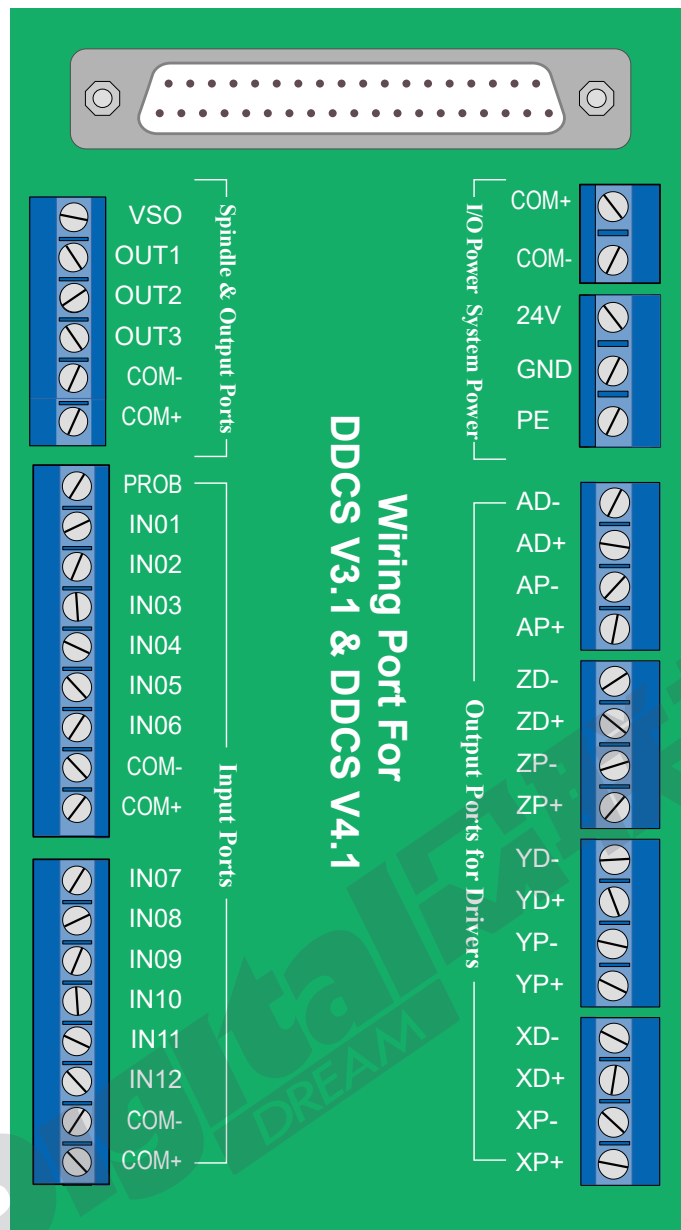 VSO
OUT1
OUT2
OUT3
COM-
COM+
Spindle & Output Ports
PROB
IN01
IN02
IN03
IN04
IN05
IN06
COM-
COM+
IN07
IN08
IN09
IN10
IN11
IN12
COM-
COM+
Input Ports
Wiring Port For
DDCS V3.1 & DDCS V4.1
COM+
COM-
24V
GND
PE
I/O Power System Power
AD-
AD+
AP-
AP+
ZD-
ZD+
ZP-
ZP+
YD-
YD+
YP-
YP+
XD-
XD+
XP-
XP+
Output Ports for Drivers
Digital
DREAM